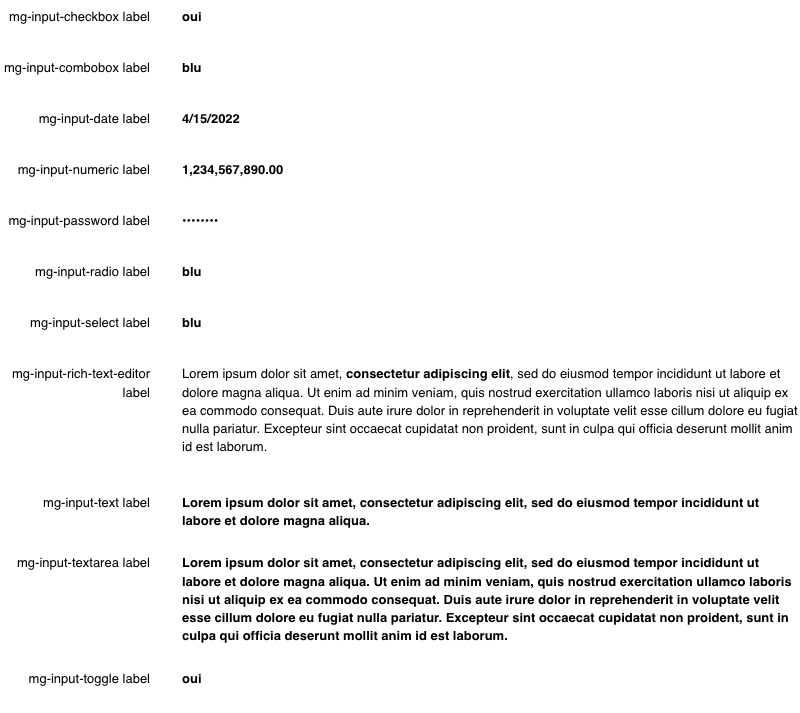 mg-input-checkbox label oui
mg-input-combobox label blu
mg-input-date label 4/15/2022
mg-input-numeric label 1,234,567,890.00
mg-input-password label ••••••••
mg-input-radio label blu
mg-input-select label blu
mg-input-rich-text-editor label
Lorem ipsum dolor sit amet, consectetur adipiscing elit, sed do eiusmod tempor incididunt ut labore et
dolore magna aliqua. Ut enim ad minim veniam, quis nostrud exercitation ullamco laboris nisi ut aliquip ex
ea commodo consequat. Duis aute irure dolor in reprehenderit in voluptate velit esse cillum dolore eu fugiat
nulla pariatur. Excepteur sint occaecat cupidatat non proident, sunt in culpa qui officia deserunt mollit anim
id est laborum.
mg-input-text label
Lorem ipsum dolor sit amet, consectetur adipiscing elit, sed do eiusmod tempor incididunt ut
labore et dolore magna aliqua.
mg-input-textarea label
Lorem ipsum dolor sit amet, consectetur adipiscing elit, sed do eiusmod tempor incididunt ut
labore et dolore magna aliqua. Ut enim ad minim veniam, quis nostrud exercitation ullamco laboris
nisi ut aliquip ex ea commodo consequat. Duis aute irure dolor in reprehenderit in voluptate velit
esse cillum dolore eu fugiat nulla pariatur. Excepteur sint occaecat cupidatat non proident, sunt in
culpa qui officia deserunt mollit anim id est laborum.
mg-input-toggle label oui